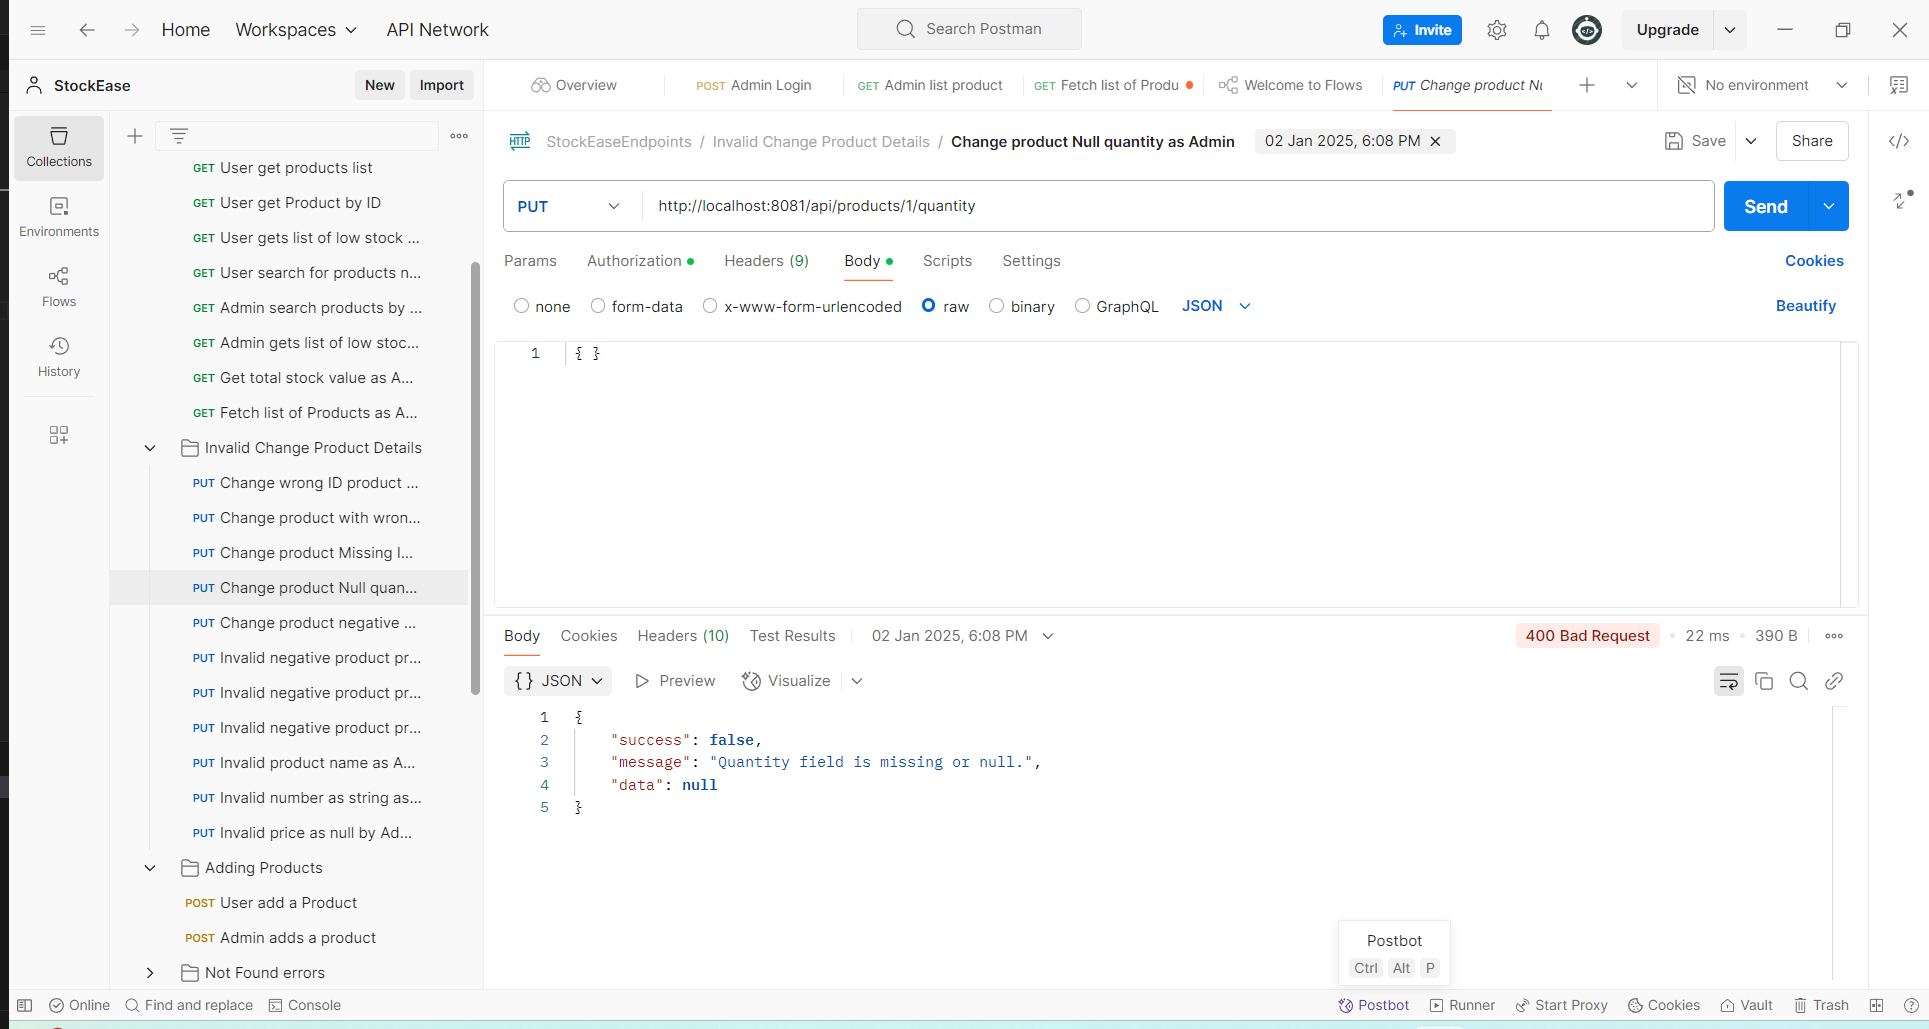 Home
Workspaces
API Network
Search Postman
Invite
Upgrade
StockEase
New
Import
Overview
POST Admin Login
GET Admin list product
GET Fetch list of Produ
Welcome to Flows
PUT Change product Nu
No environment
Collections
Environments
Flows
History
GET User get products list
GET User get Product by ID
GET User gets list of low stock ...
GET User search for products n...
GET Admin search products by ...
GET Admin gets list of low stoc...
GET Get total stock value as A...
GET Fetch list of Products as A...
Invalid Change Product Details
PUT Change wrong ID product ...
PUT Change product with wron...
PUT Change product Missing I...
PUT Change product Null quan...
PUT Change product negative ...
PUT Invalid negative product pr...
PUT Invalid negative product pr...
PUT Invalid negative product pr...
PUT Invalid product name as A...
PUT Invalid number as string as...
PUT Invalid price as null by Ad...
Adding Products
POST User add a Product
POST Admin adds a product
Not Found errors
HTTP StockEaseEndpoints / Invalid Change Product Details / Change product Null quantity as Admin
02 Jan 2025, 6:08 PM
Save
Share
PUT
http://localhost:8081/api/products/1/quantity
Send
Params
Authorization
Headers (9)
Body
Scripts
Settings
Cookies
none
form-data
x-www-form-urlencoded
raw
binary
GraphQL
JSON
Beautify
1 { }
Body
Cookies
Headers (10)
Test Results
02 Jan 2025, 6:08 PM
400 Bad Request
22 ms
390 B
{} JSON
Preview
Visualize
1 {
2 "success": false,
3 "message": "Quantity field is missing or null.",
4 "data": null
5 }
Postbot
Ctrl Alt P
Online
Find and replace
Console
Postbot
Runner
Start Proxy
Cookies
Vault
Trash